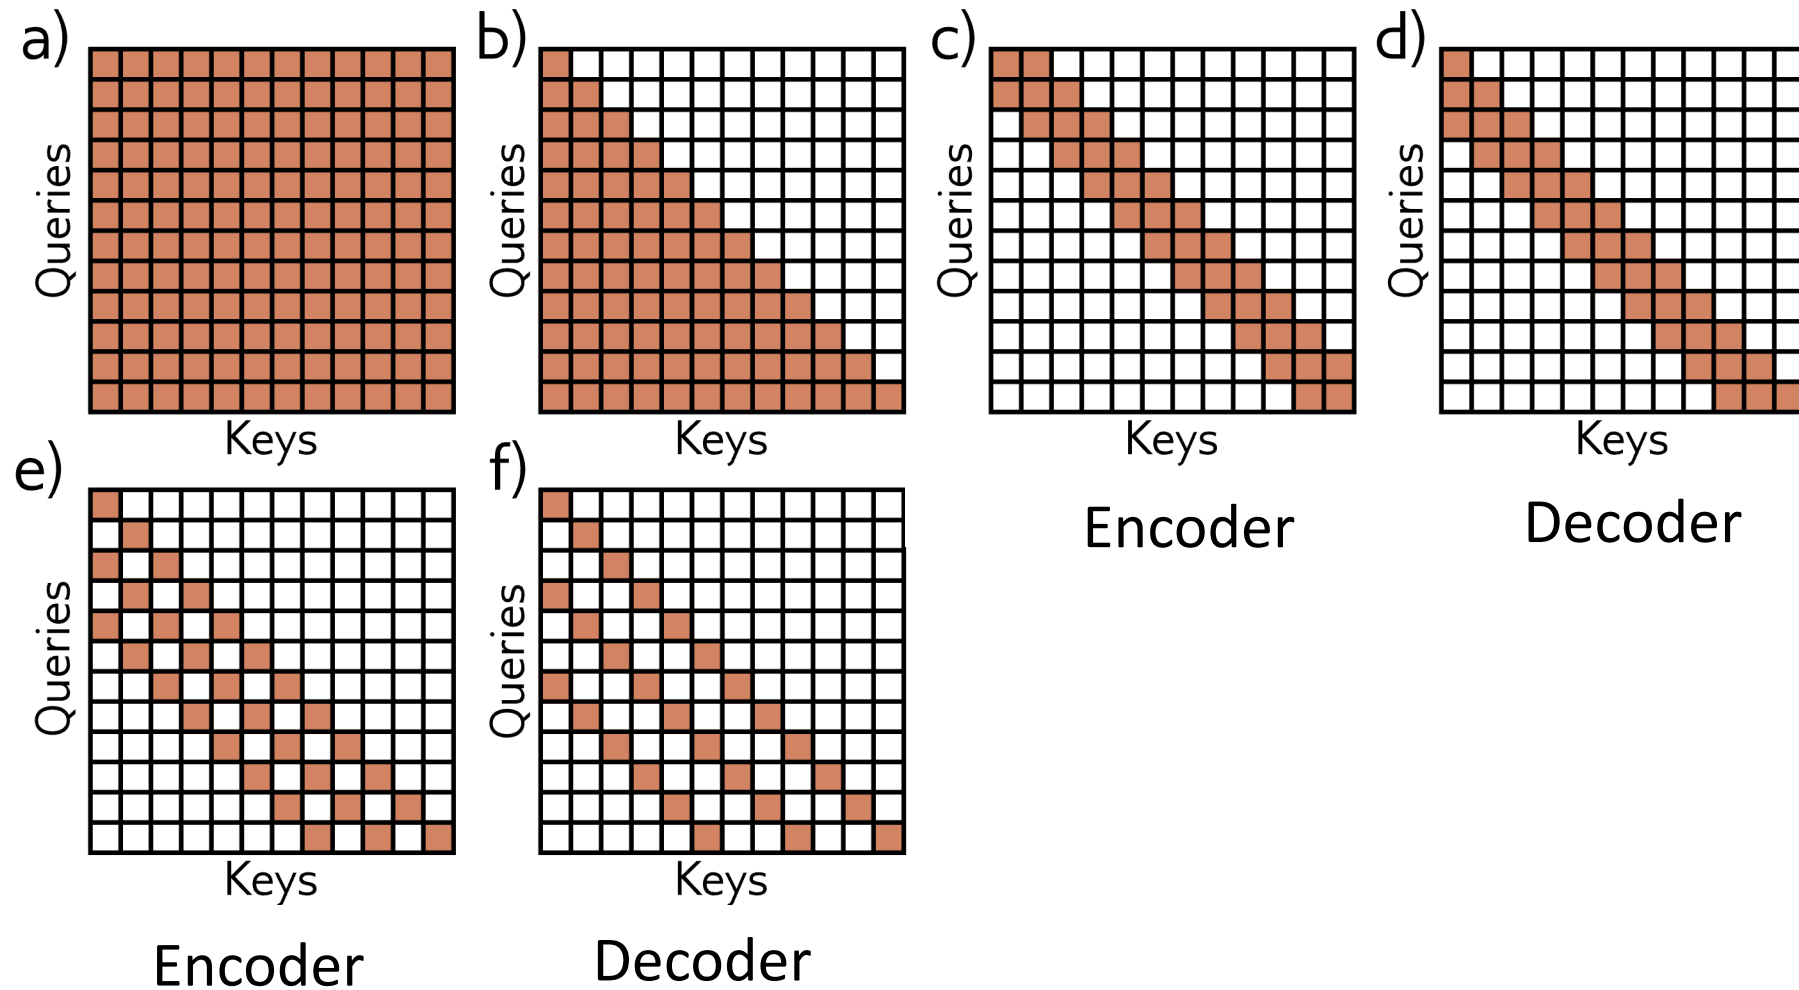 a)
b)
c)
d)
Queries
Queries
Queries
Queries
Keys
Keys
Keys
Keys
Encoder
Decoder
e)
f)
Queries
Queries
Keys
Keys
Encoder
Decoder